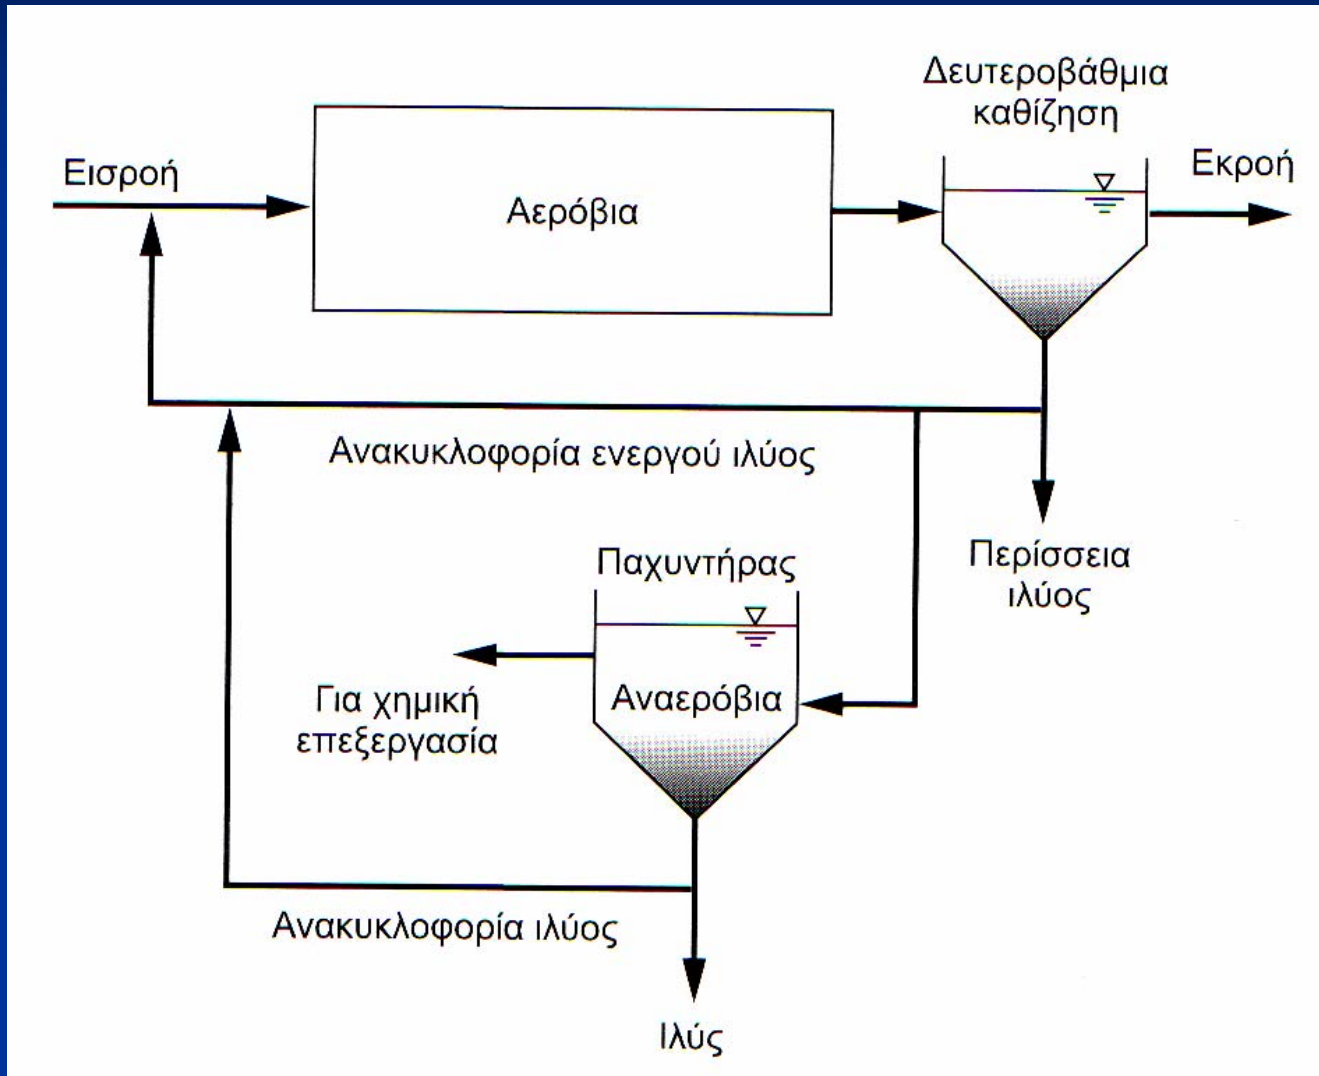 Δευτεροβάθμια
καθίζηση
Εισροή
Εκροή
Αερόβια
Ανακυκλοφορία ενεργού ιλύος
Περίσσεια
ιλύος
Παχυντήρας
Αναερόβια
Για χημική
επεξεργασία
Ανακυκλοφορία ιλύος
Ιλύς